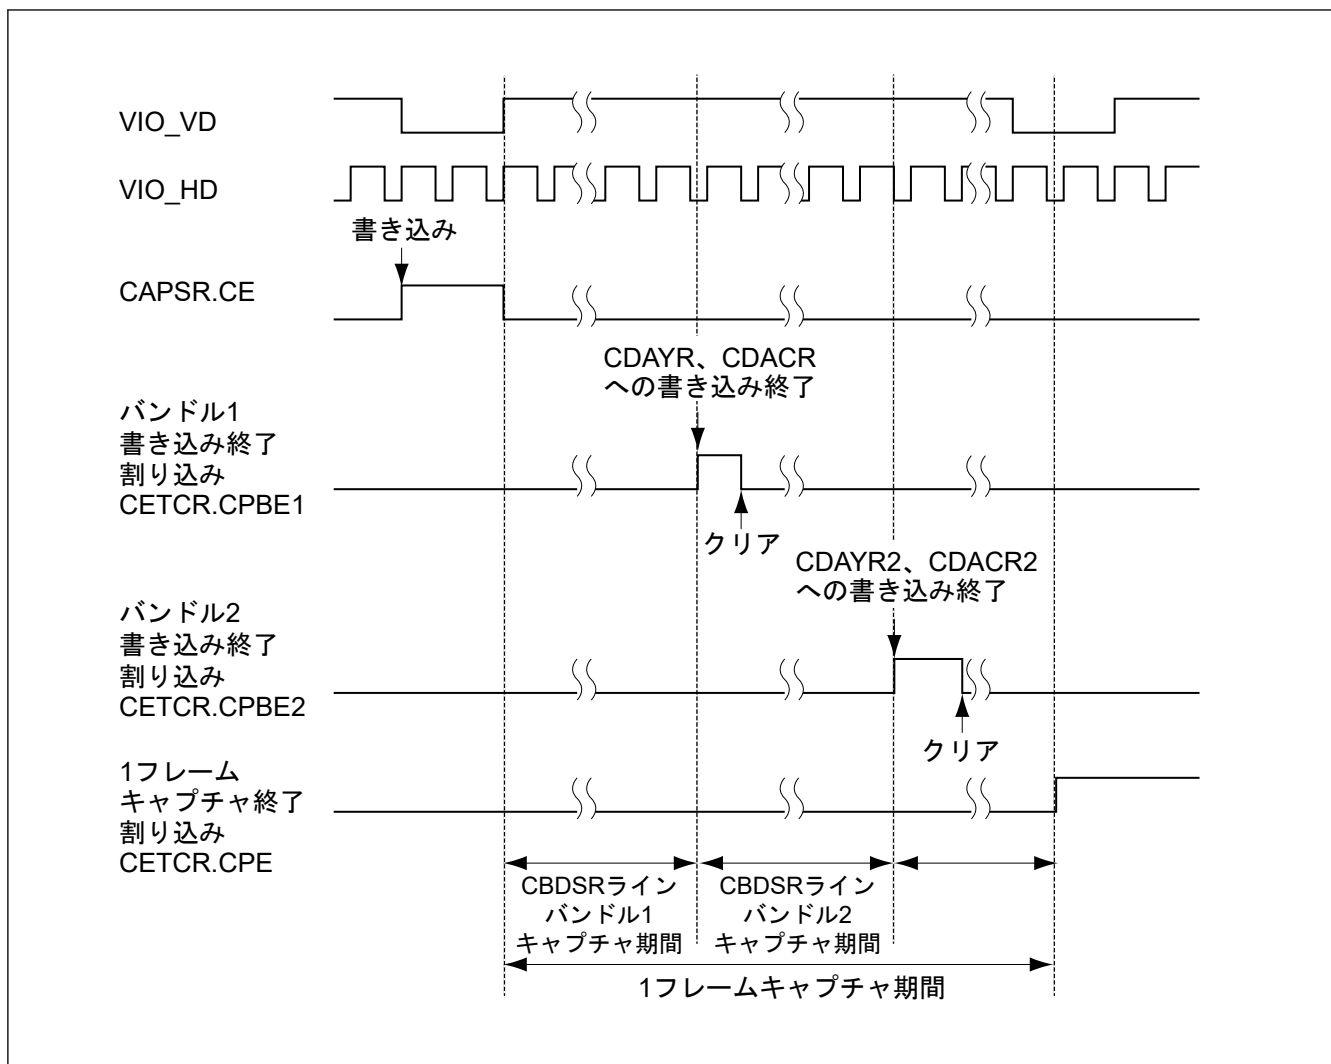 VIO_VD
VIO_HD
書き込み
CAPSR.CE
CDAYR、CDACR
への書き込み終了
バンドル1
書き込み終了
割り込み
CETCR.CPBE1
クリア
CDAYR2、CDACR2
への書き込み終了
バンドル2
書き込み終了
割り込み
CETCR.CPBE2
クリア
1フレーム
キャプチャ終了
割り込み
CETCR.CPE
CBDSRライン
バンドル1
キャプチャ期間
CBDSRライン
バンドル2
キャプチャ期間
1フレームキャプチャ期間